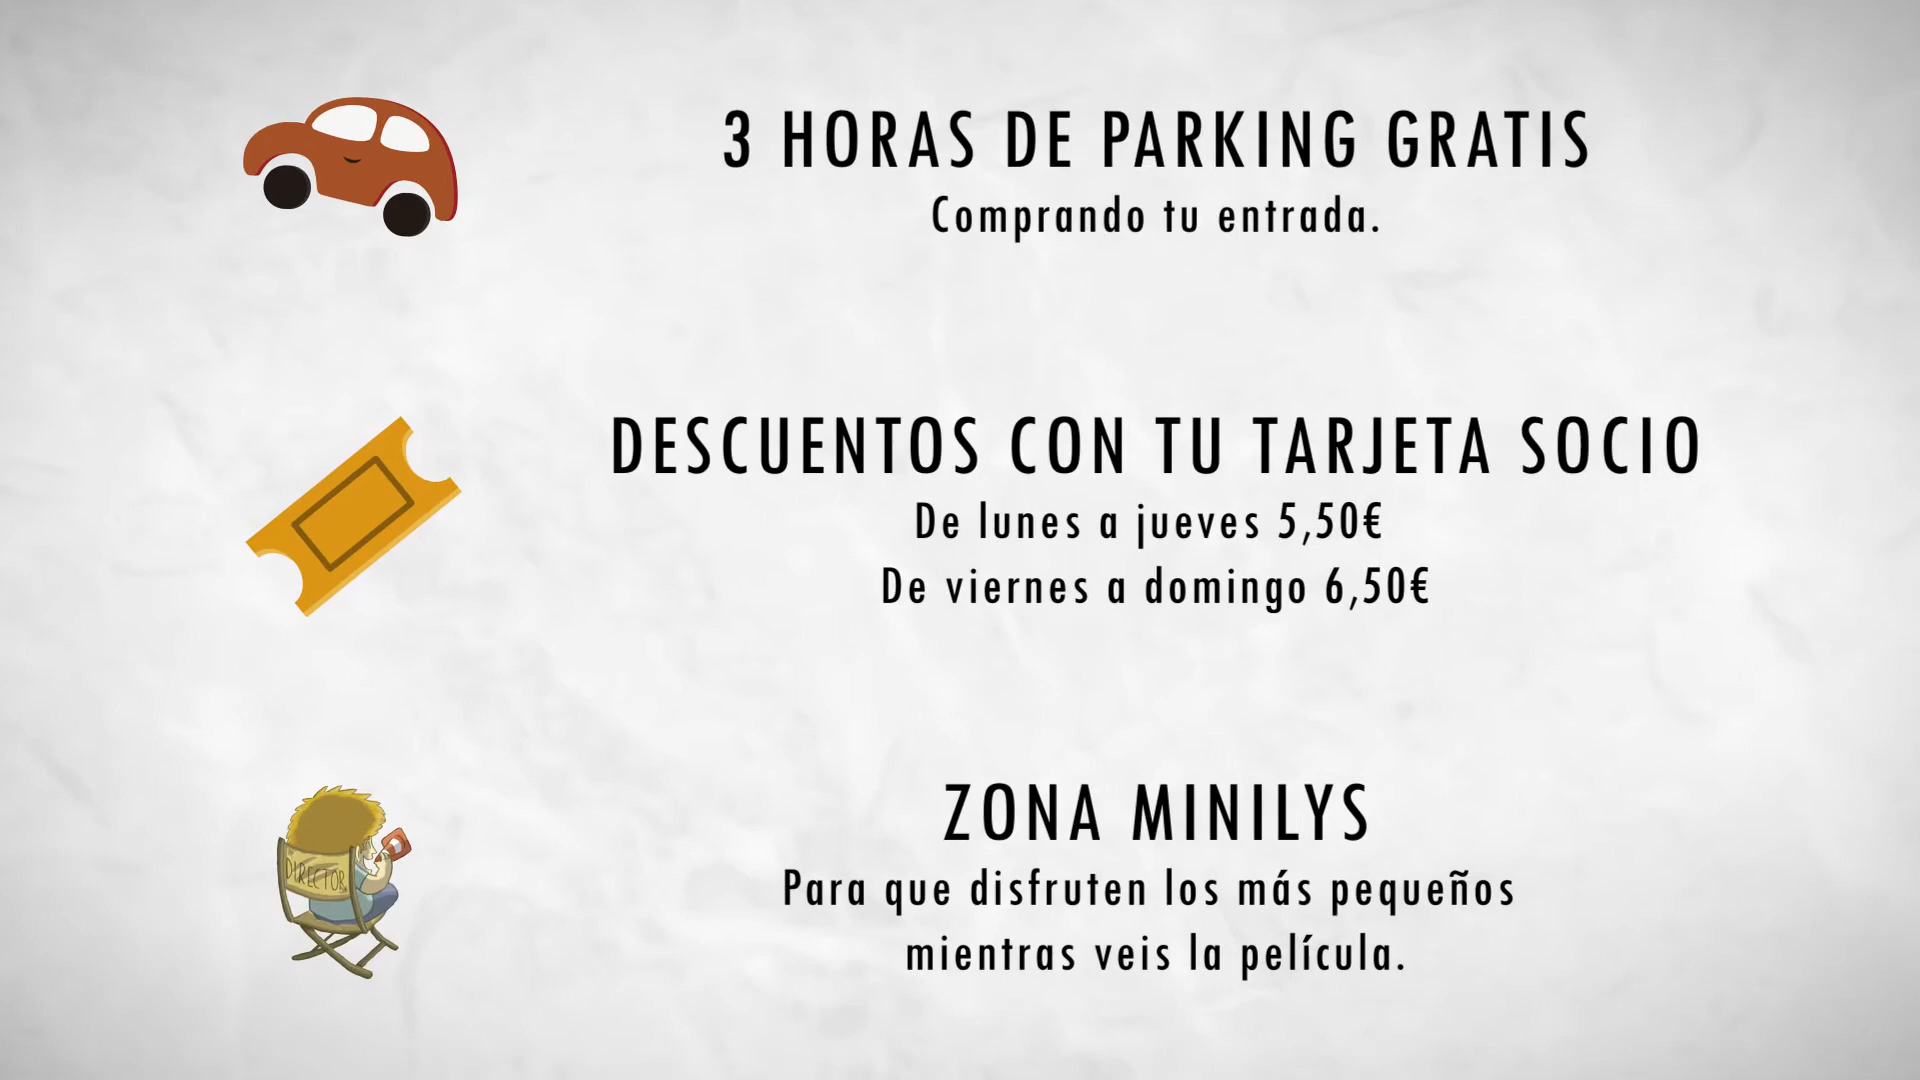 3 HORAS DE PARKING GRATIS
Comprando tu entrada.
DESCUENTOS CON TU TARJETA SOCIO
De lunes a jueves 5,50€
De viernes a domingo 6,50€
DIRECTOR
ZONA MINILYS
Para que disfruten los más pequeños
mientras veis la película.